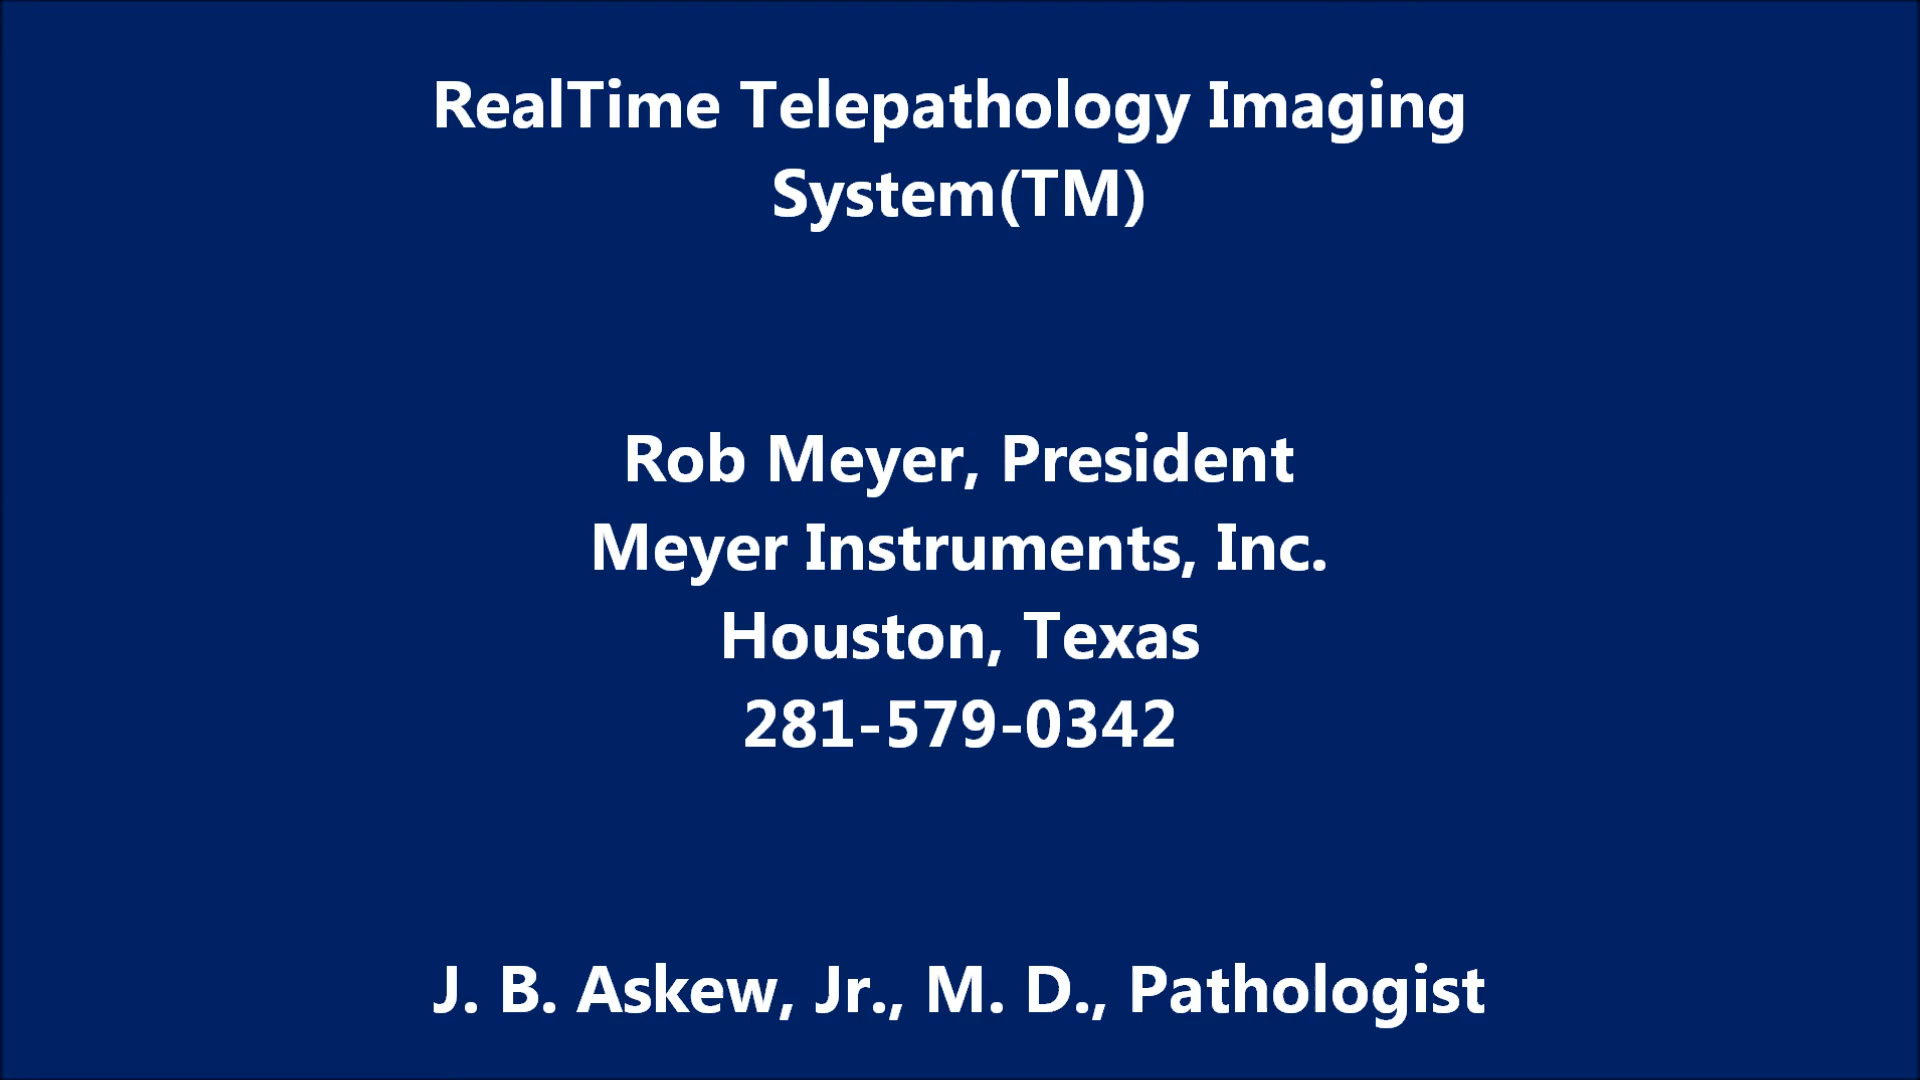 RealTime Telepathology Imaging
System(TM)
Rob Meyer, President
Meyer Instruments, Inc.
Houston, Texas
281-579-0342
J. B. Askew, Jr., M. D., Pathologist